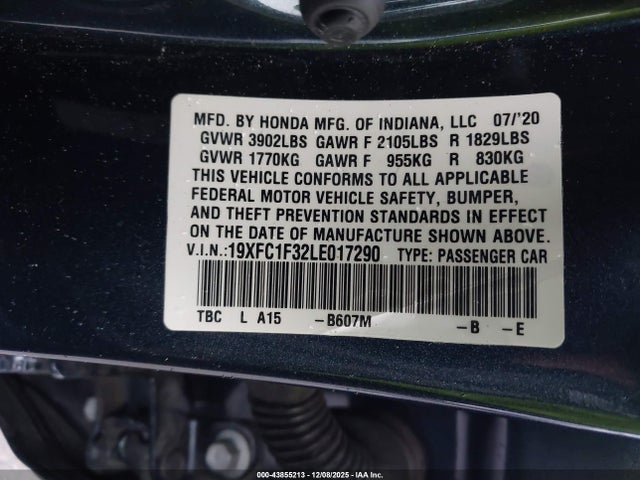 MFD. BY HONDA MFG. OF INDIANA, LLC 07/'20
GVWR 3902LBS GAWR F 2105LBS R 1829LBS
GVWR 1770KG GAWR F 955KG R 830KG
THIS VEHICLE CONFORMS TO ALL APPLICABLE
FEDERAL MOTOR VEHICLE SAFETY, BUMPER,
AND THEFT PREVENTION STANDARDS IN EFFECT
ON THE DATE OF MANUFACTURE SHOWN ABOVE.
V.I.N.:19XFC1F32LE017290 TYPE: PASSENGER CAR
TBC L A15 -B607M -B -E
000-43855213 - 12/08/2025 - IAA Inc.